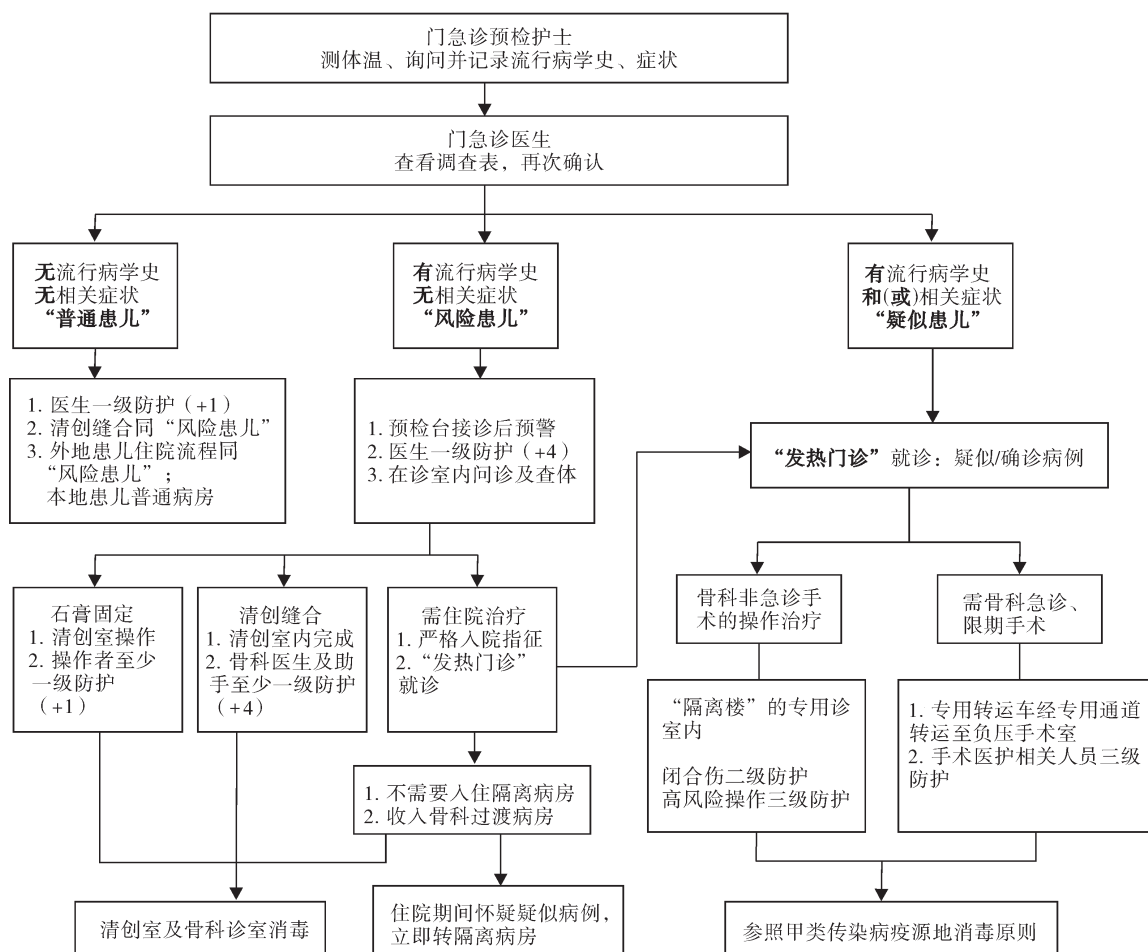 门急诊预检护士
测体温、询问并记录流行病学史、症状
门急诊医生
查看调查表，再次确认
无流行病学史
无相关症状
“普通患儿”
有流行病学史
无相关症状
“风险患儿”
有流行病学史
和(或)相关症状
“疑似患儿”
1. 医生一级防护（+1）
2. 清创缝合同“风险患儿”
3. 外地患儿住院流程同
“风险患儿”；
本地患儿普通病房
1. 预检台接诊后预警
2. 医生一级防护（+4）
3. 在诊室内问诊及查体
“发热门诊”就诊：疑似/确诊病例
石膏固定
1. 清创室操作
2. 操作者至少
一级防护
（+1）
清创缝合
1. 清创室内完成
2. 骨科医生及助
手至少一级防护
（+4）
需住院治疗
1. 严格入院指征
2. “发热门诊”
就诊
骨科非急诊手
术的操作治疗
需骨科急诊、
限期手术
“隔离楼”的专用诊
室内
闭合伤二级防护
高风险操作三级防护
1. 专用转运车经专用通道
转运至负压手术室
2. 手术医护相关人员三级
防护
1. 不需要入住隔离病房
2. 收入骨科过渡病房
清创室及骨科诊室消毒
住院期间怀疑疑似病例，
立即转隔离病房
参照甲类传染病疫源地消毒原则